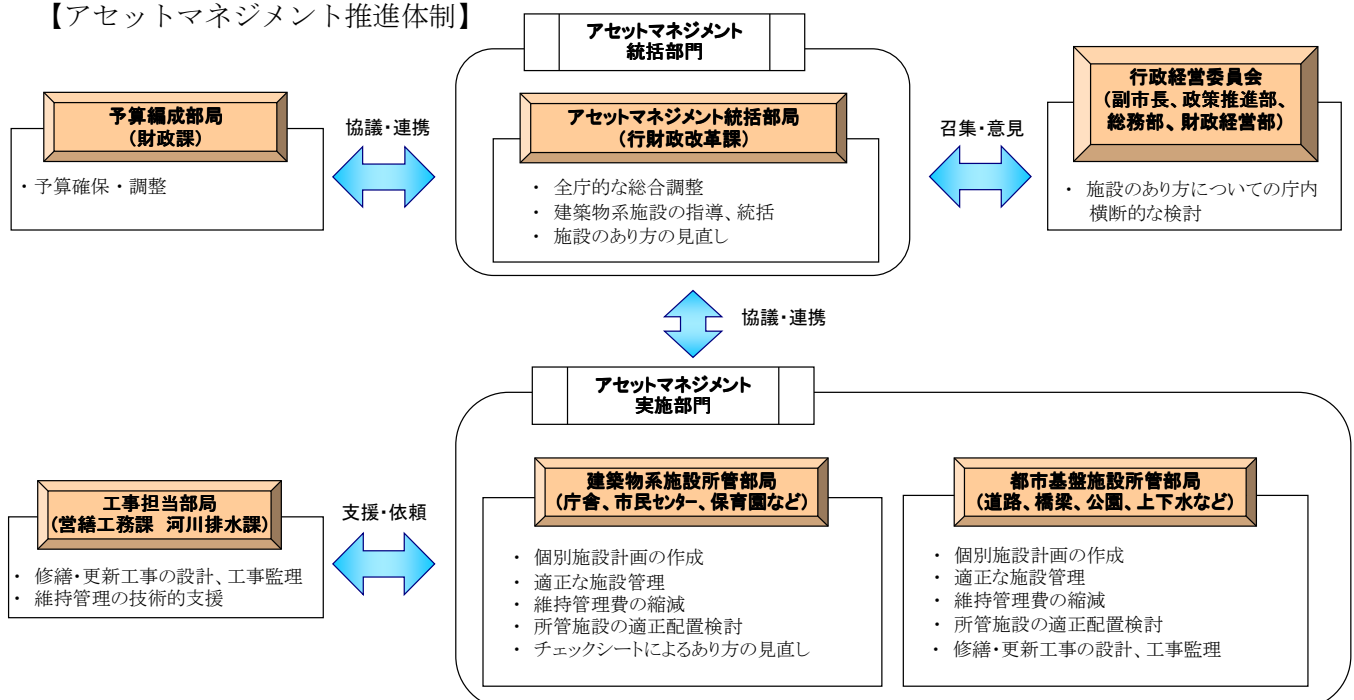 【アセットマネジメント推進体制】
アセットマネジメント
統括部門
予算編成部局
(財政課)
・ 予算確保・調整
協議・連携
アセットマネジメント統括部局
(行財政改革課)
・ 全庁的な総合調整
・ 建築物系施設の指導、統括
・ 施設のあり方の見直し
召集・意見
行政経営委員会
(副市長、政策推進部、
総務部、財政経営部)
・ 施設のあり方についての庁内
横断的な検討
協議・連携
アセットマネジメント
実施部門
工事担当部局
(営繕工務課 河川排水課)
・ 修繕・更新工事の設計、工事監理
・ 維持管理の技術的支援
支援・依頼
建築物系施設所管部局
(庁舎、市民センター、保育園など)
・ 個別施設計画の作成
・ 適正な施設管理
・ 維持管理費の縮減
・ 所管施設の適正配置検討
・ チェックシートによるあり方の見直し
都市基盤施設所管部局
(道路、橋梁、公園、上下水など)
・ 個別施設計画の作成
・ 適正な施設管理
・ 維持管理費の縮減
・ 所管施設の適正配置検討
・ 修繕・更新工事の設計、工事監理